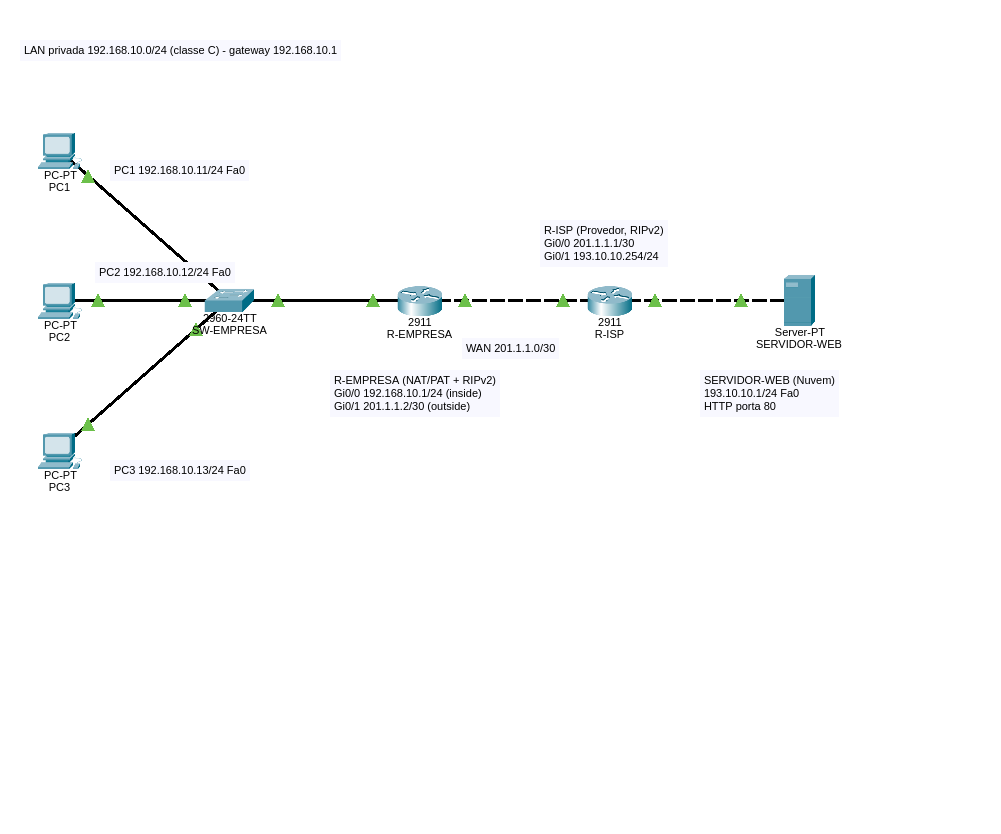 LAN privada 192.168.10.0/24 (classe C) - gateway 192.168.10.1
PC-PT
PC1
PC1 192.168.10.11/24 Fa0
PC2 192.168.10.12/24 Fa0
PC-PT
PC2
2960-24TT
SW-EMPRESA
2911
R-EMPRESA
R-ISP (Provedor, RIPv2)
Gi0/0 201.1.1.1/30
Gi0/1 193.10.10.254/24
2911
R-ISP
Server-PT
SERVIDOR-WEB
WAN 201.1.1.0/30
R-EMPRESA (NAT/PAT + RIPv2)
Gi0/0 192.168.10.1/24 (inside)
Gi0/1 201.1.1.2/30 (outside)
SERVIDOR-WEB (Nuvem)
193.10.10.1/24 Fa0
HTTP porta 80
PC-PT
PC3
PC3 192.168.10.13/24 Fa0